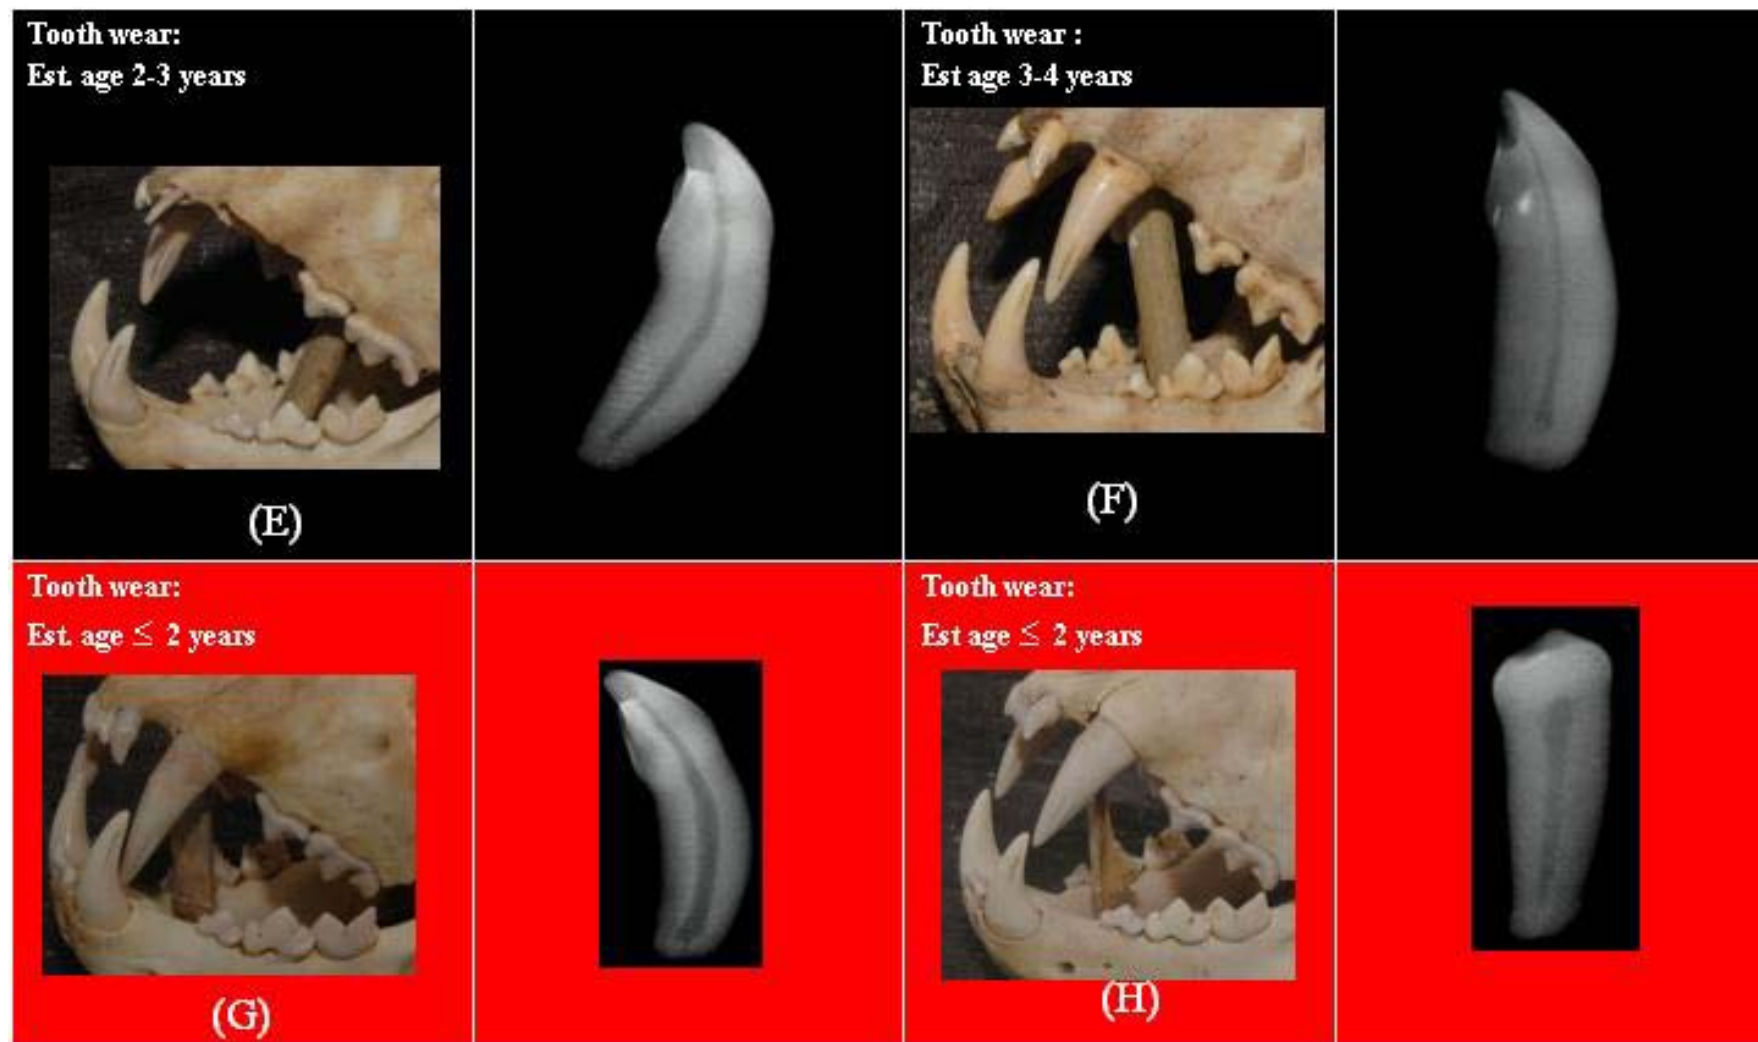 Tooth wear:
Est. age 2-3 years
(E)
Tooth wear :
Est age 3-4 years
(F)
Tooth wear:
Est. age ≤ 2 years
(G)
Tooth wear:
Est age ≤ 2 years
(H)